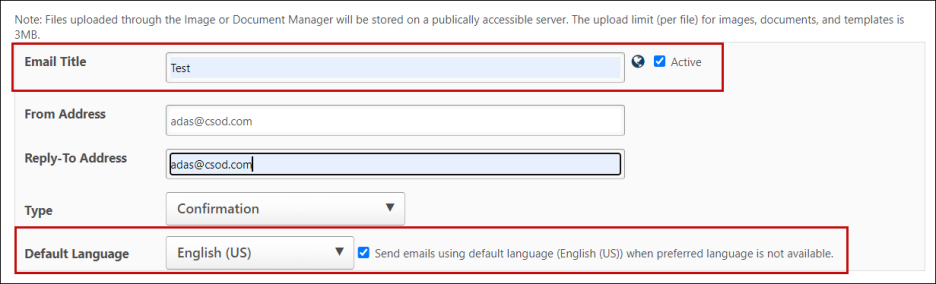 Note: Files uploaded through the Image or Document Manager will be stored on a publically accessible server. The upload limit (per file) for images, documents, and templates is
3MB.
Email Title Test Active
From Address adas@csod.com
Reply-To Address adas@csod.com
Type Confirmation
Default Language English (US) Send emails using default language (English (US)) when preferred language is not available.